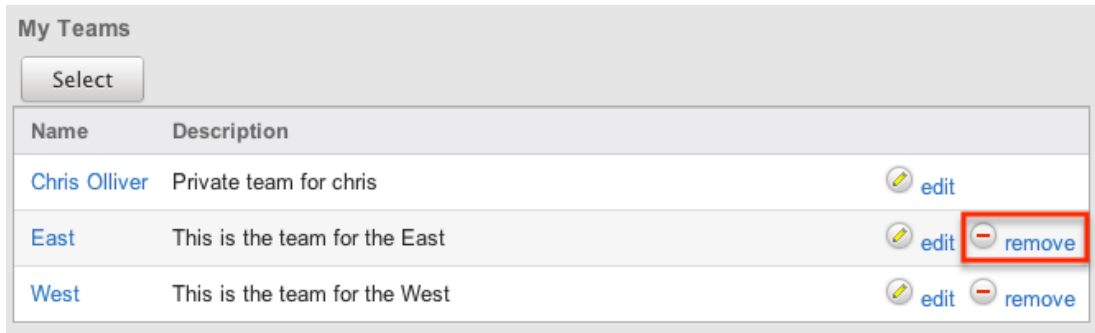 My Teams
Select
Name Description
Chris Olliver Private team for chris edit
East This is the team for the East edit remove
West This is the team for the West edit remove